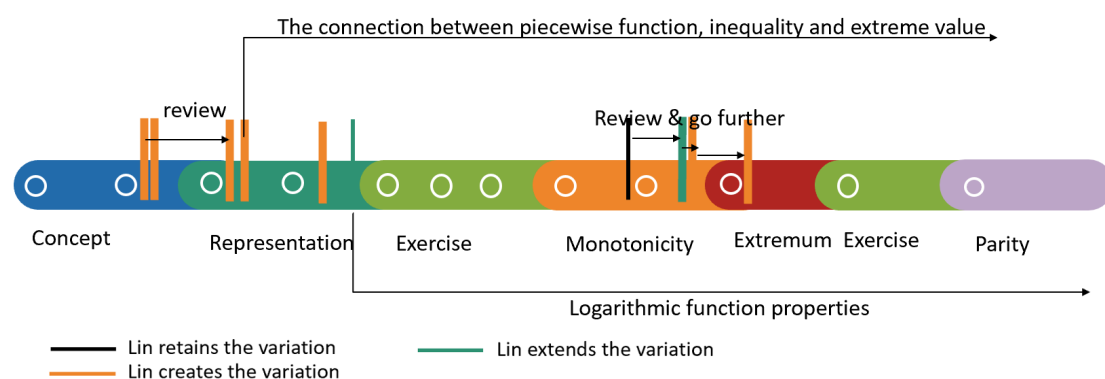 The connection between piecewise function, inequality and extreme value
review
Review & go further
Concept
Representation
Exercise
Monotonicity
Extremum
Exercise
Parity
Logarithmic function properties
Lin retains the variation
Lin extends the variation
Lin creates the variation